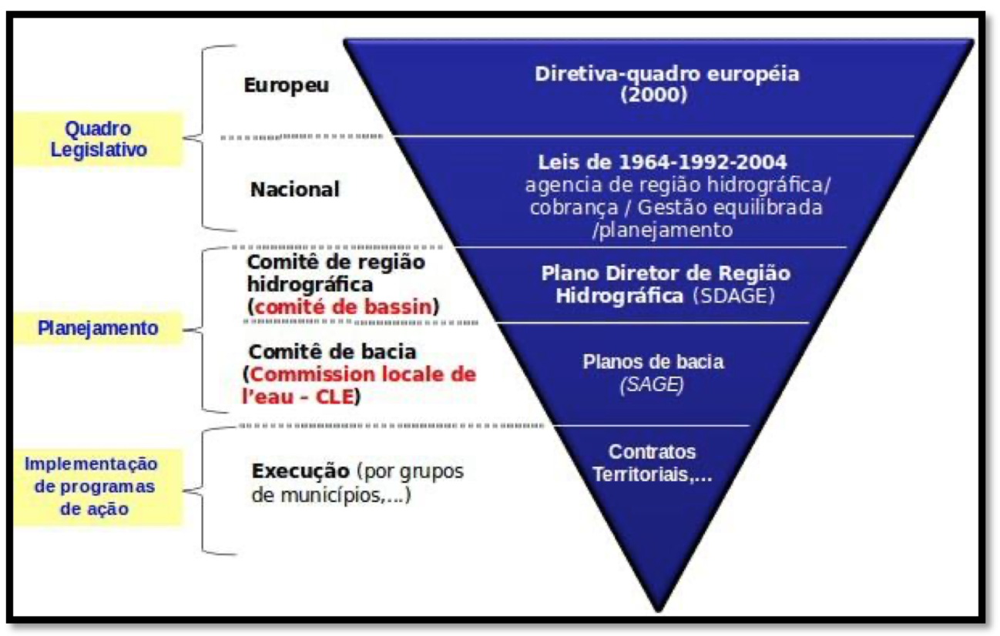 Quadro
Legislativo
Europeu
Diretiva-quadro européia
(2000)
Nacional
Leis de 1964-1992-2004
agencia de região hidrográfica/
cobrança / Gestão equilibrada
/planejamento
Planejamento
Comitê de região
hidrográfica
(comité de bassin)
Plano Diretor de Região
Hidrográfica (SDAGE)
Comitê de bacia
(Commission locale de
l’eau – CLE)
Planos de bacia
(SAGE)
Implementação
de programas
de ação
Execução (por grupos
de municípios,...)
Contratos
Territoriais,...